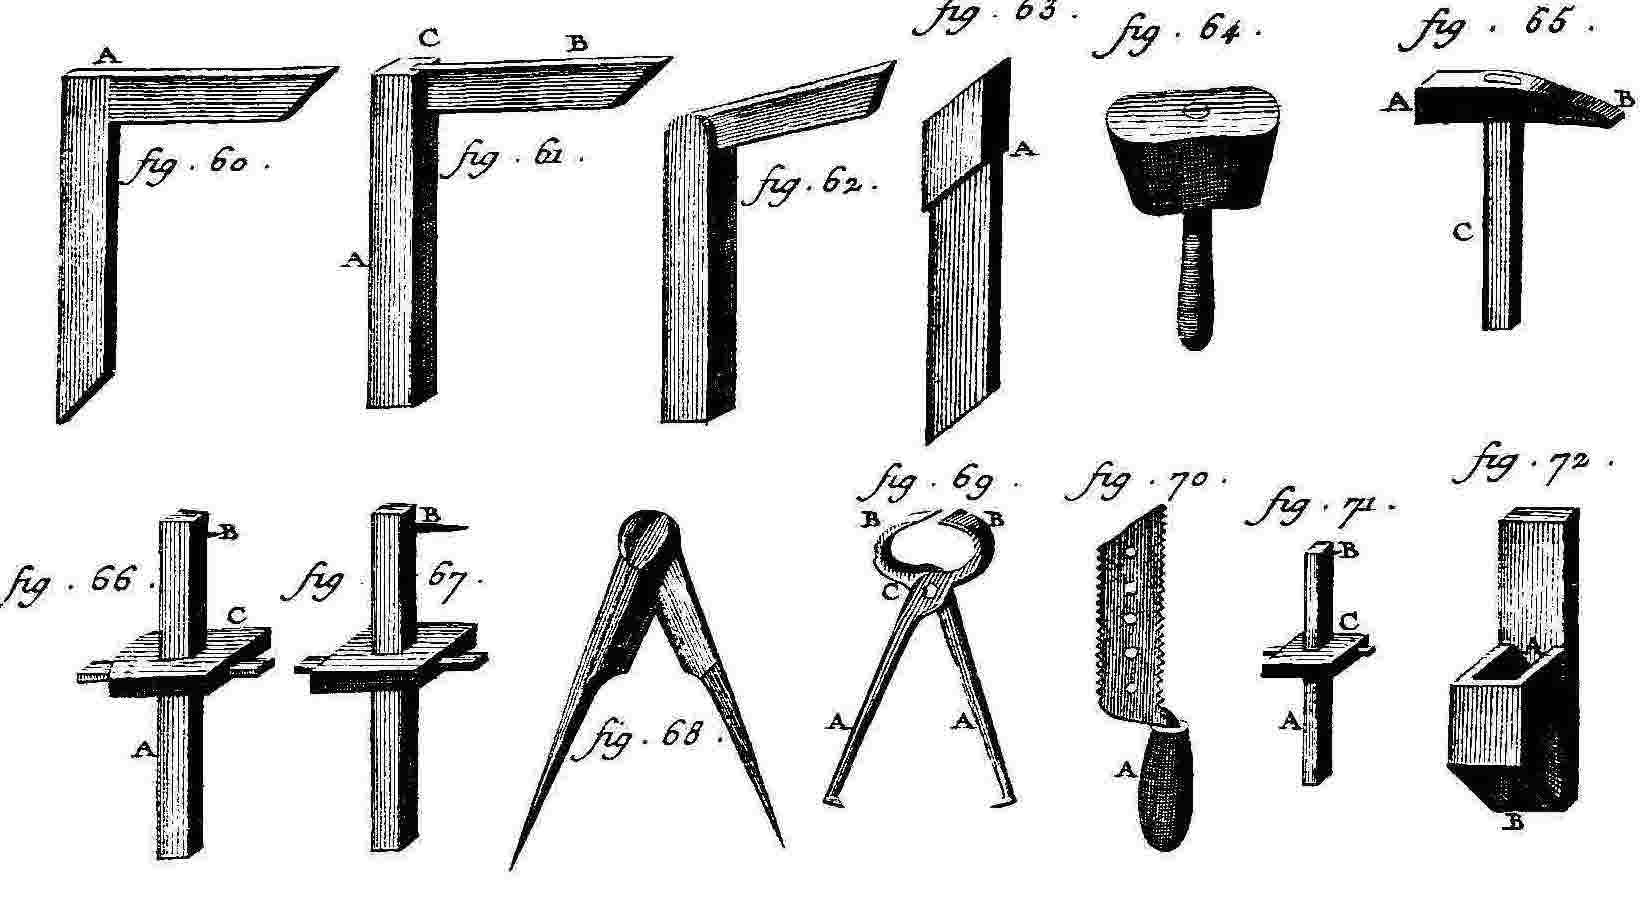 fig. 63.
fig. 64.
fig. 65.
A
C
B
fig. 60.
fig. 61.
A
fig. 62.
A
A
B
C
fig. 66.
B
C
A
fig. 67.
B
fig. 68.
fig. 69.
B
B
C
A
A
fig. 70.
A
fig. 71.
B
C
A
fig. 72.
A
B